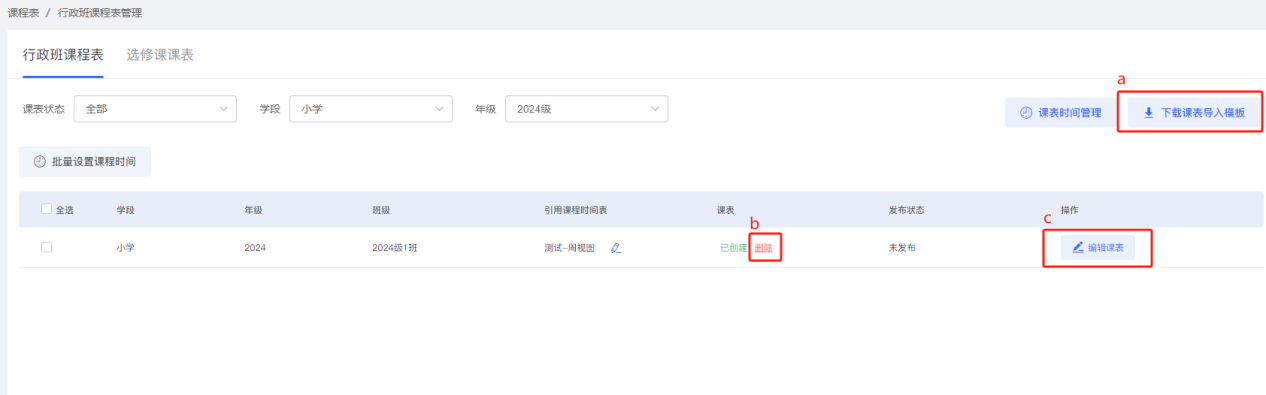 课程表 / 行政班课程表管理
行政班课程表 选修课课表
a
课表状态 全部 学段 小学 年级 2024级 课表时间管理 下载课表导入模板
批量设置课程时间
全选 学段 年级 班级 引用课程时间表 课表 发布状态 操作
b c
小学 2024 2024级1班 测试-周视图 已创建 删除 未发布 编辑课表